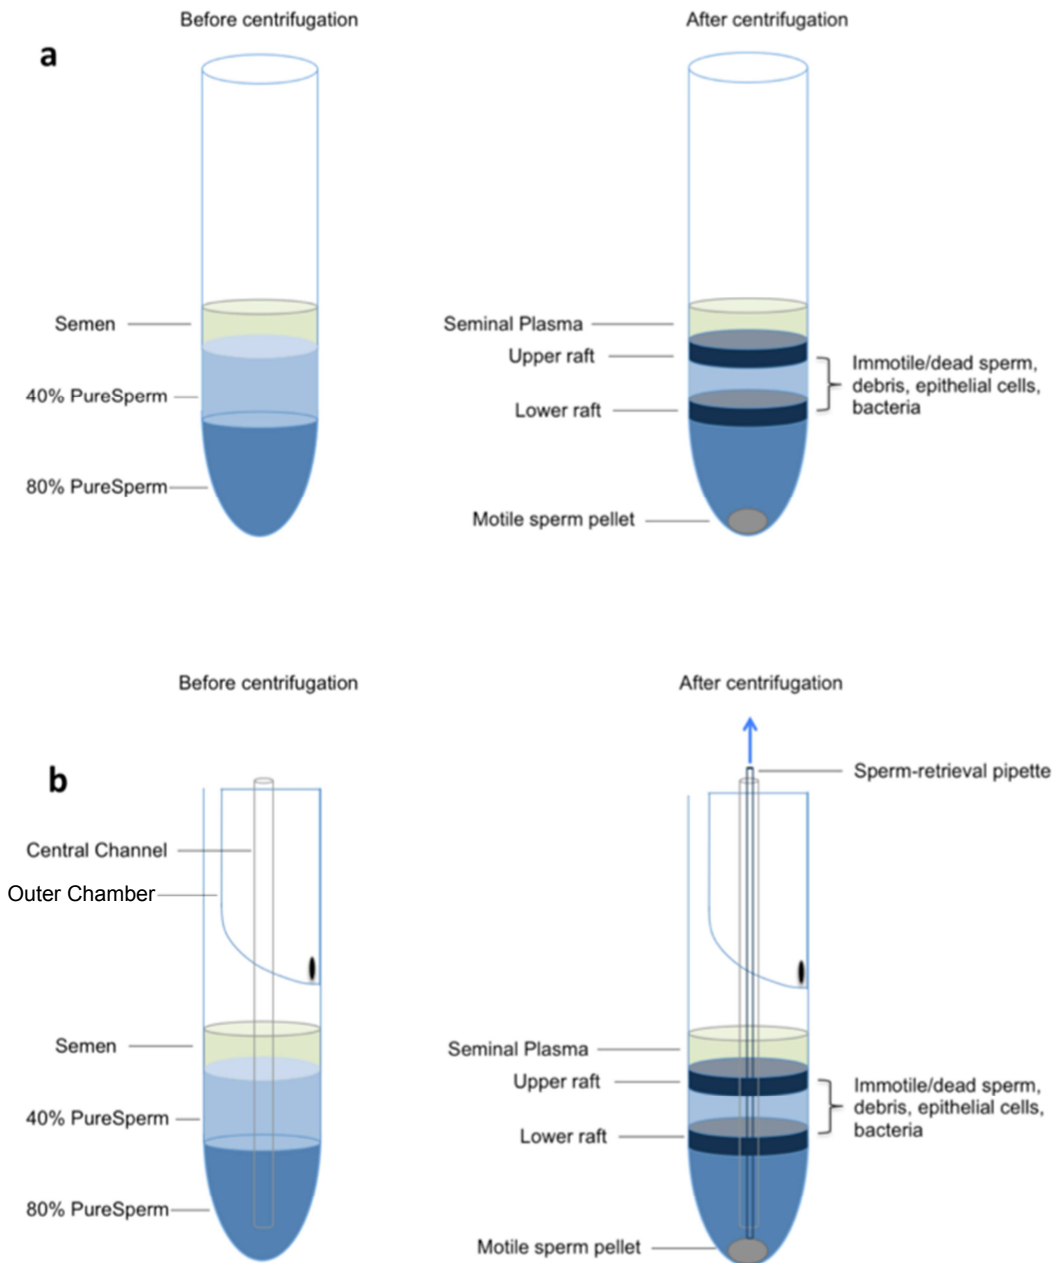 Before centrifugation
After centrifugation
a
Semen
40% PureSperm
80% PureSperm
Seminal Plasma
Upper raft
Lower raft
Motile sperm pellet
Immotile/dead sperm,
debris, epithelial cells,
bacteria
Before centrifugation
After centrifugation
b
Central Channel
Outer Chamber
Semen
40% PureSperm
80% PureSperm
Sperm-retrieval pipette
Seminal Plasma
Upper raft
Lower raft
Motile sperm pellet
Immotile/dead sperm,
debris, epithelial cells,
bacteria